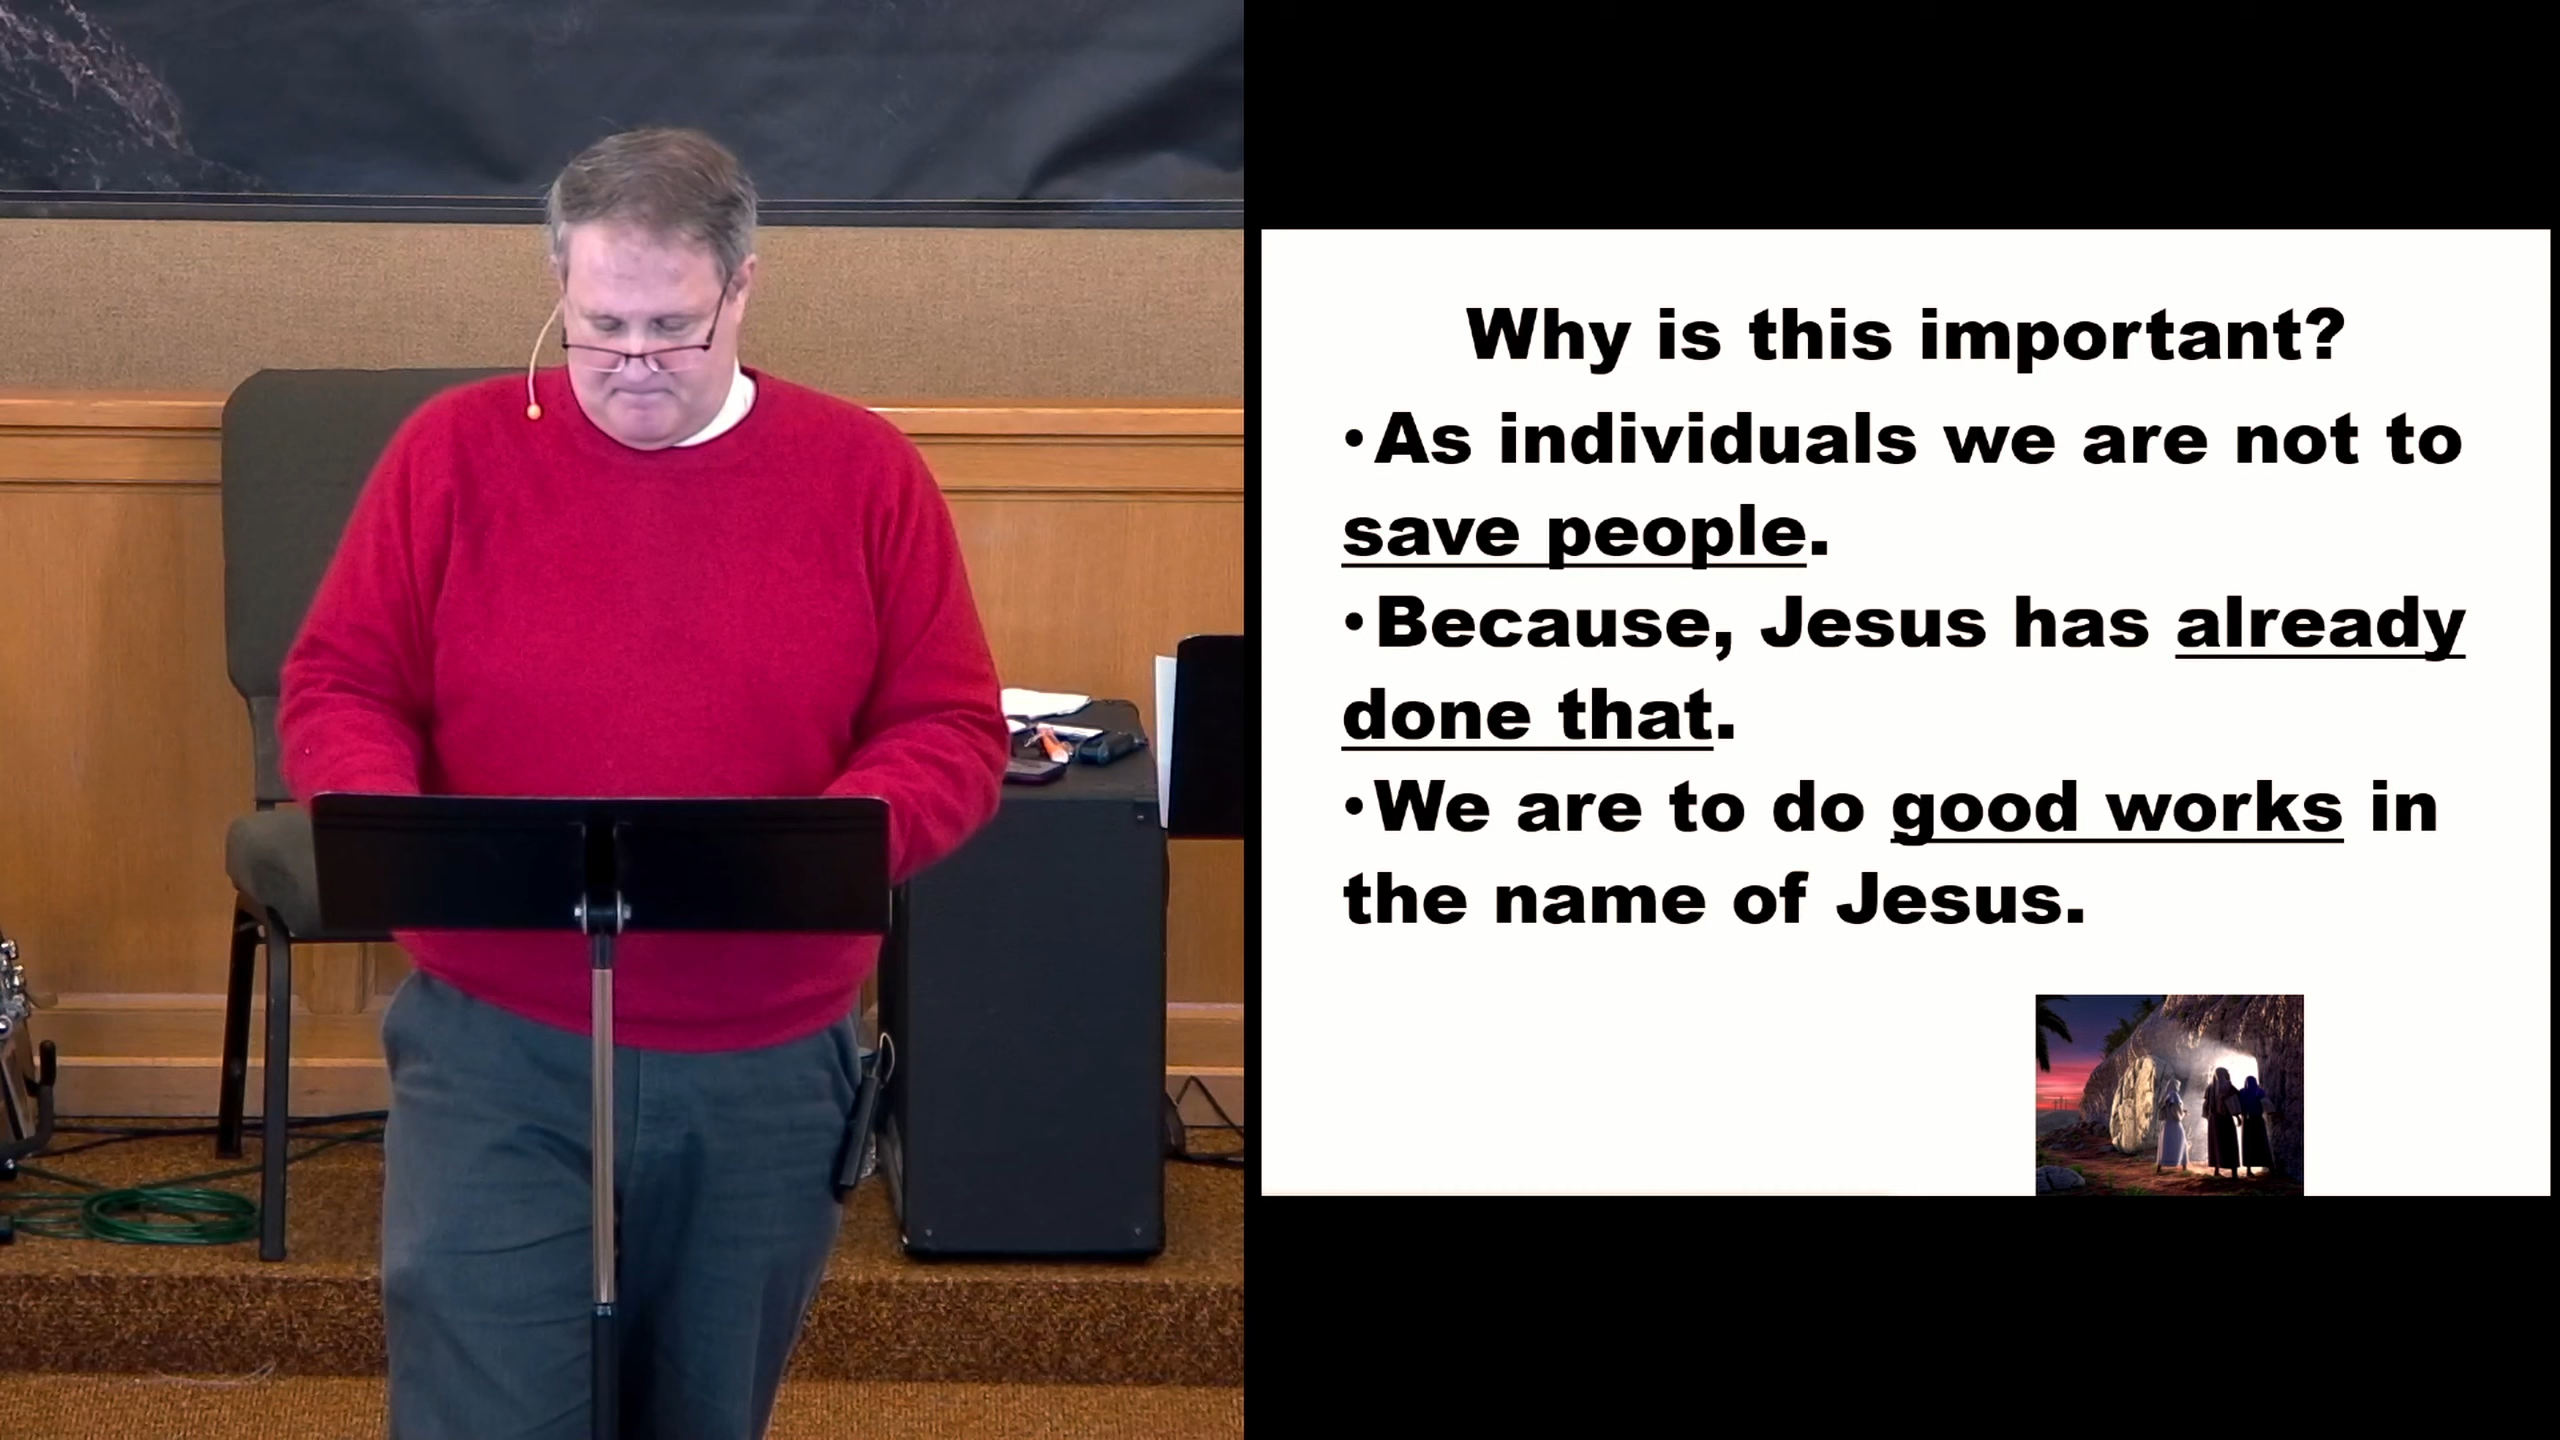 Why is this important?
•As individuals we are not to
save people.
•Because, Jesus has already
done that.
•We are to do good works in
the name of Jesus.